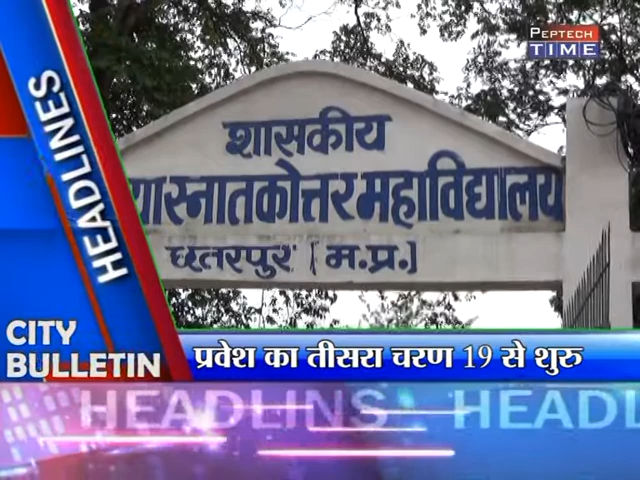 PEPTECH
TIME
HEADLINES
शासकीय
स्नातकोत्तर महाविद्यालय
छतरपुर [म.प्र.]
CITY
BULLETIN
प्रवेश का तीसरा चरण 19 से शुरु
HEADLINS HEADL